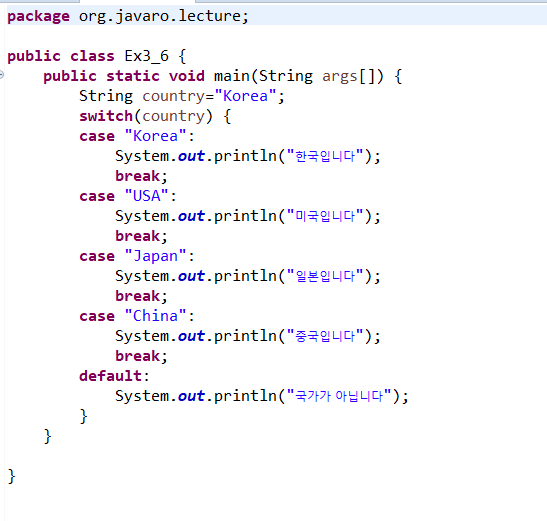 package org.javaro.lecture;
public class Ex3_6 {
public static void main(String args[]) {
String country="Korea";
switch(country) {
case "Korea":
System.out.println("한국입니다");
break;
case "USA":
System.out.println("미국입니다");
break;
case "Japan":
System.out.println("일본입니다");
break;
case "China":
System.out.println("중국입니다");
break;
default:
System.out.println("국가가 아닙니다");
}
}
}